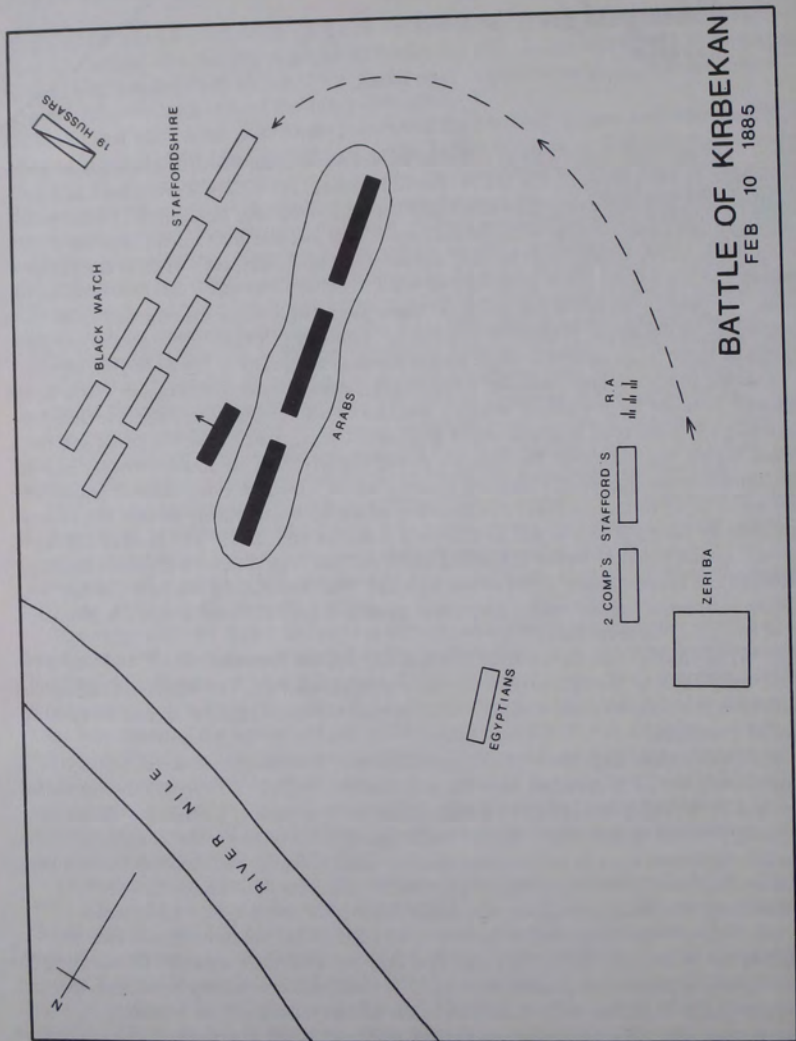 19 HUSSARS
STAFFORDSHIRE
BLACK WATCH
ARABS
R.A
2 COMP'S STAFFORD'S
ZERIBA
EGYPTIANS
RIVER NILE
N
BATTLE OF KIRBEKAN
FEB 10 1885